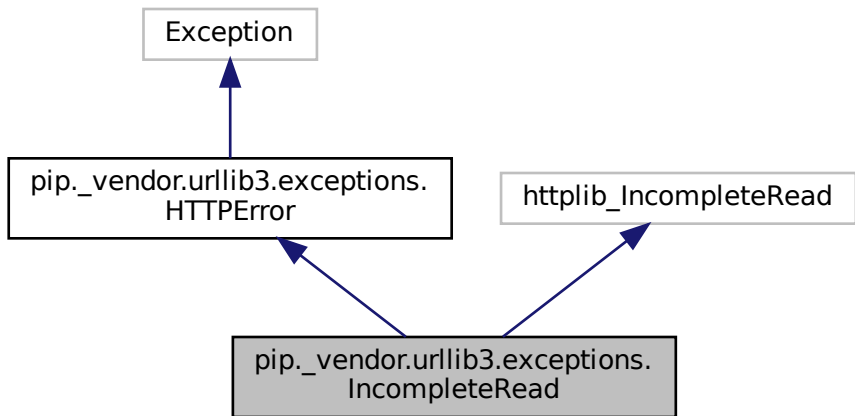 Exception
pip._vendor.urllib3.exceptions.
HTTPError
httplib_IncompleteRead
pip._vendor.urllib3.exceptions.
IncompleteRead